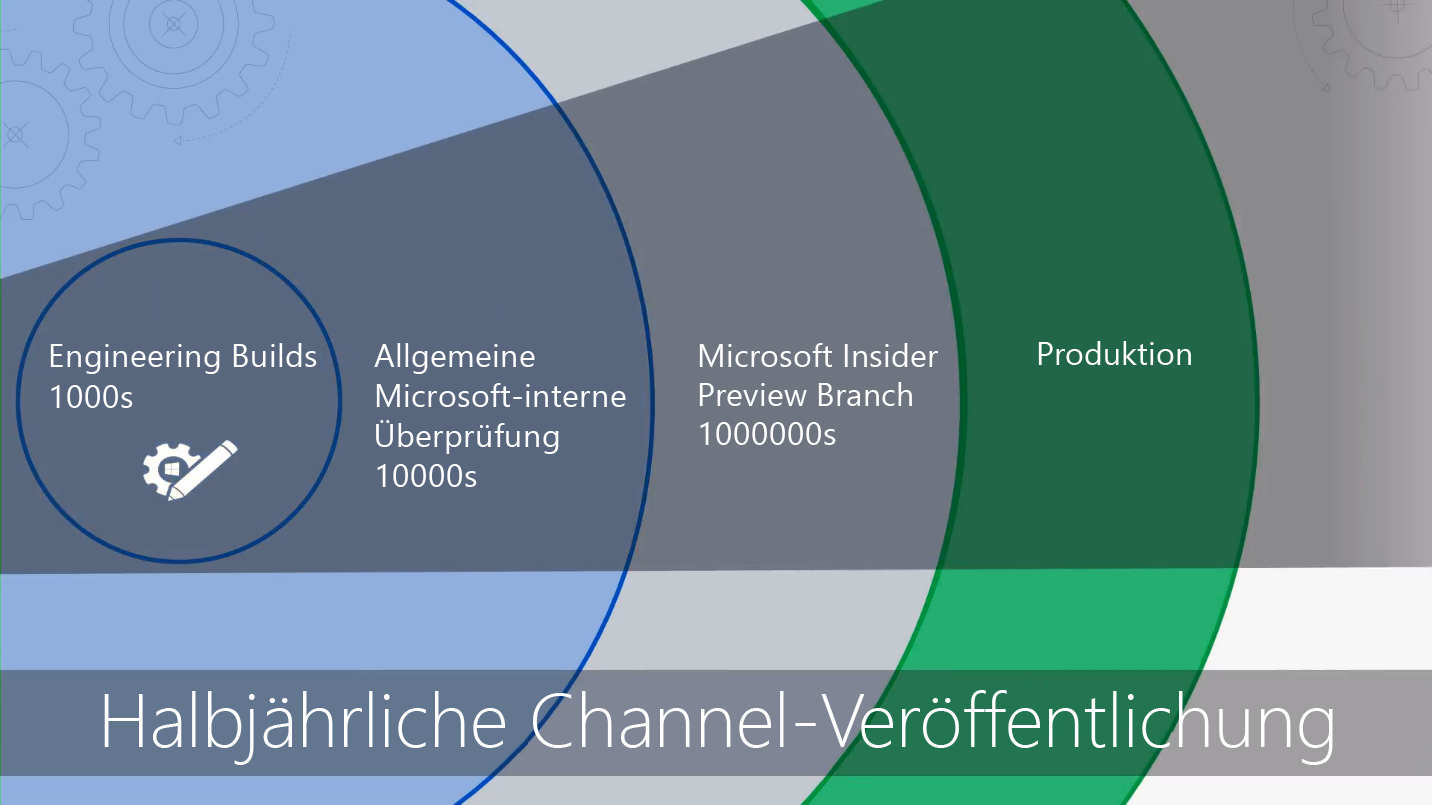 Engineering Builds
1000s
Allgemeine
Microsoft-interne
Überprüfung
10000s
Microsoft Insider
Preview Branch
1000000s
Produktion
Halbjährliche Channel-Veröffentlichung